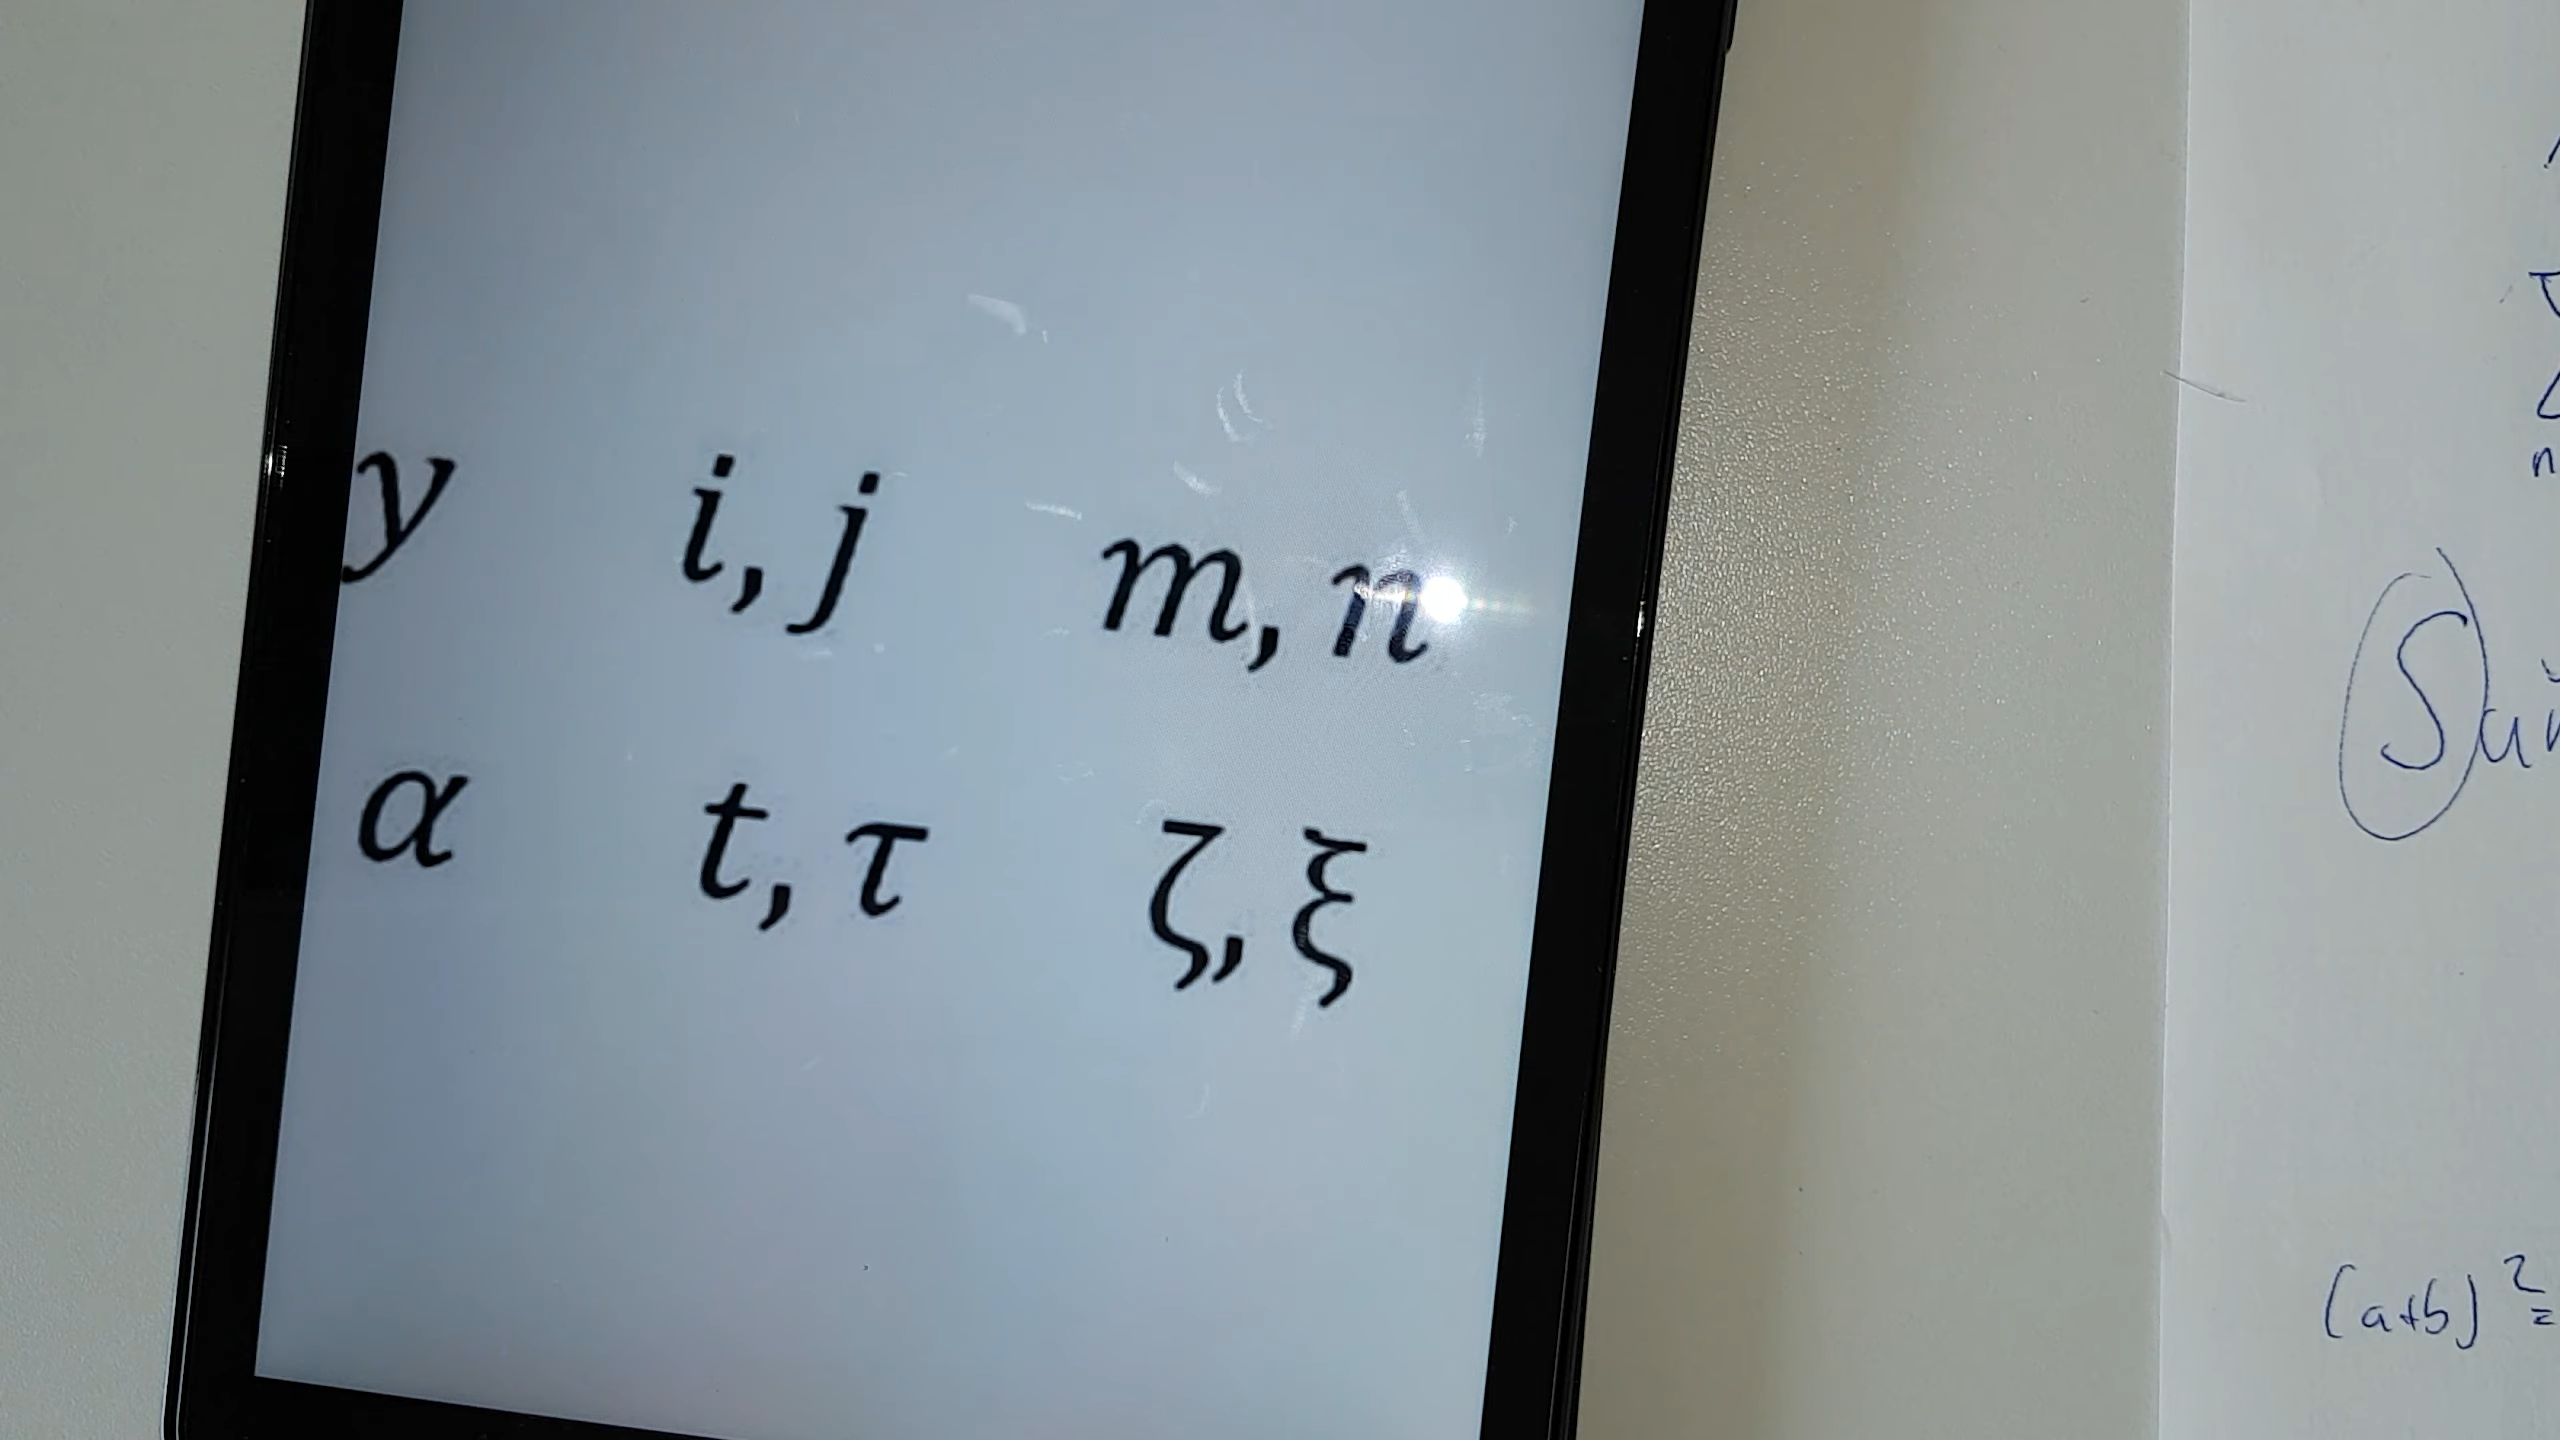 y i, j m, n
α t, τ ζ, ξ
n
(a+b)² =